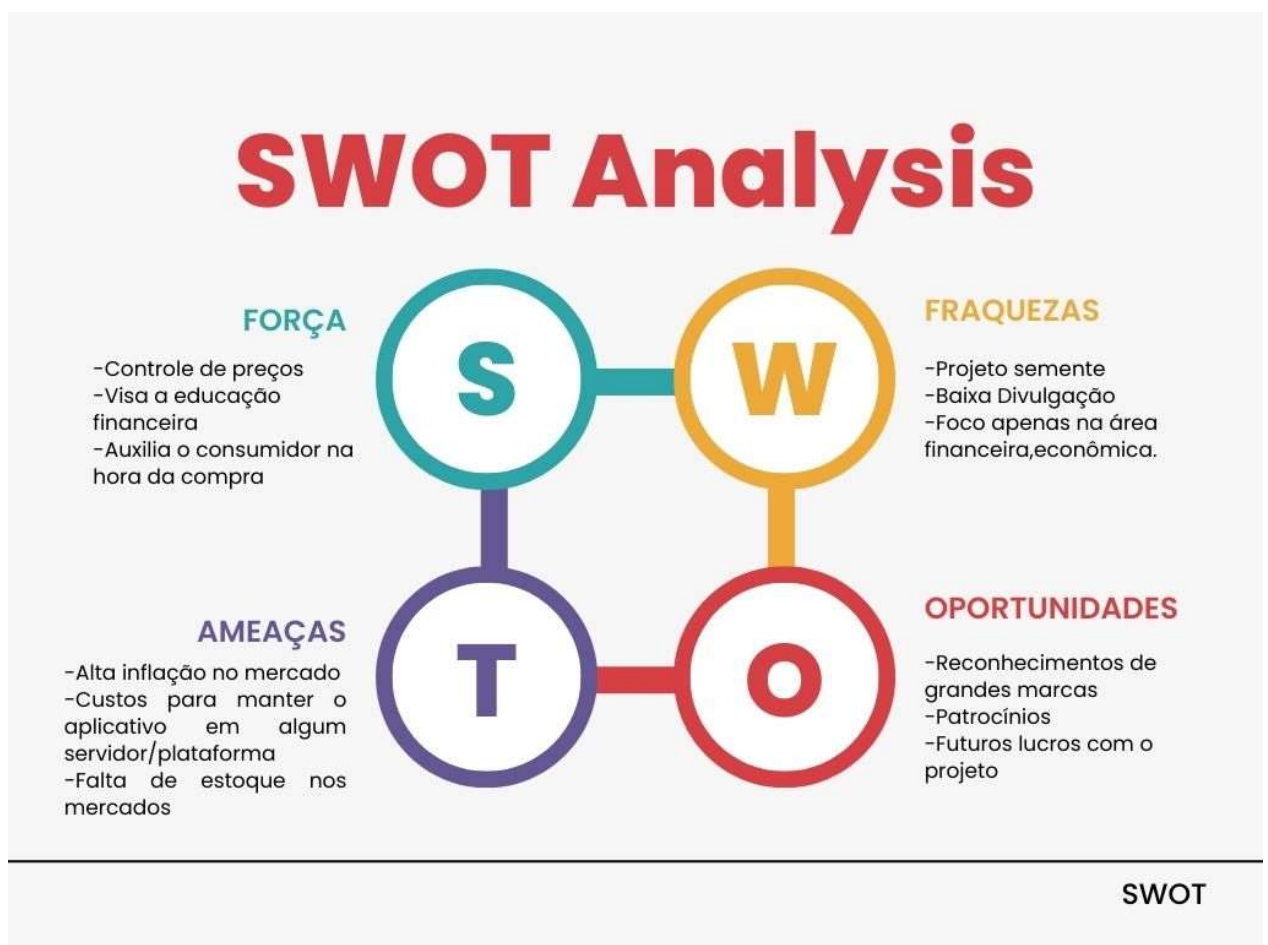 SWOT Analysis
FORÇA
-Controle de preços
-Visa a educação
financeira
-Auxilia o consumidor na
hora da compra
S
W
FRAQUEZAS
-Projeto semente
-Baixa Divulgação
-Foco apenas na área
financeira,econômica.
AMEAÇAS
-Alta inflação no mercado
-Custos para manter o
aplicativo em algum
servidor/plataforma
-Falta de estoque nos
mercados
T
O
OPORTUNIDADES
-Reconhecimentos de
grandes marcas
-Patrocínios
-Futuros lucros com o
projeto
SWOT